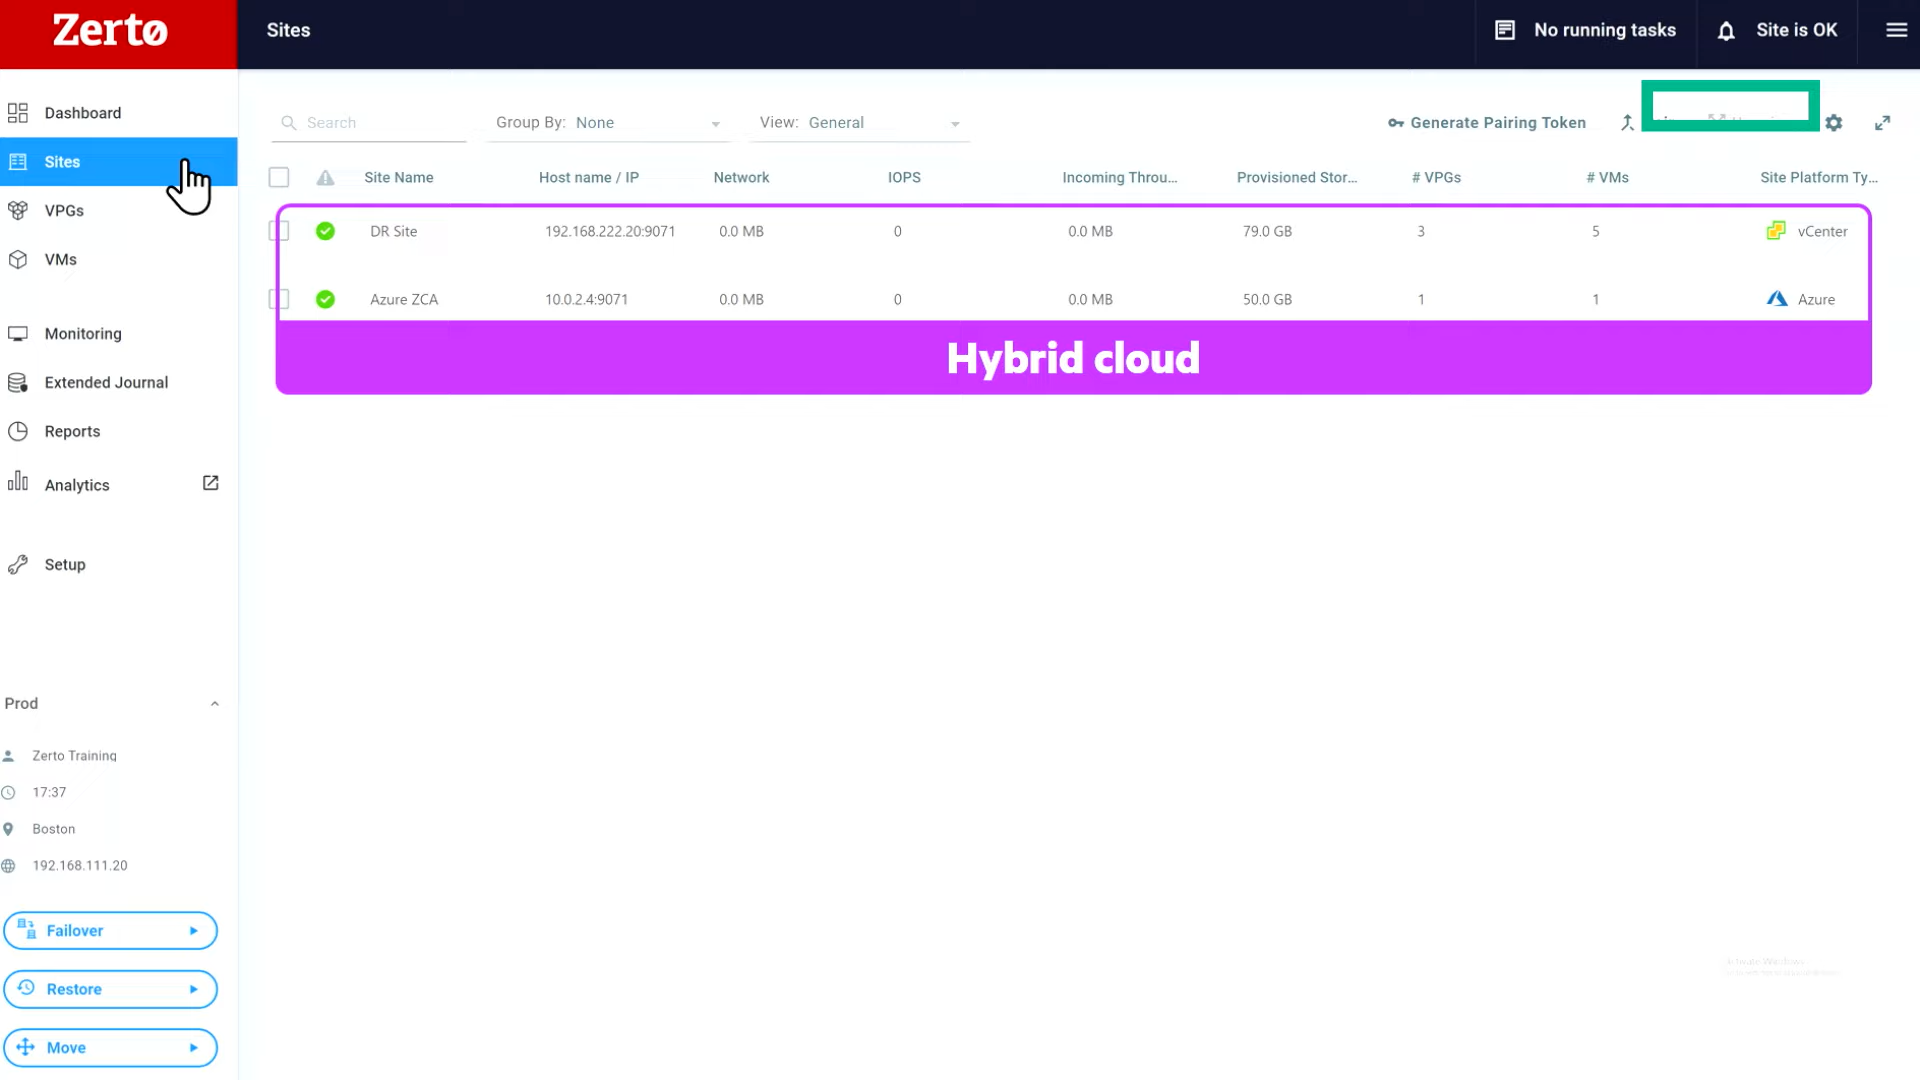 Zerto
Sites
No running tasks
Site is OK
Dashboard
Sites
VPGs
VMs
Monitoring
Extended Journal
Reports
Analytics
Setup
Prod
Zerto Training
17:37
Boston
192.168.111.20
Failover
Restore
Move
Search
Group By: None
View: General
Generate Pairing Token
Site Name Host name / IP Network IOPS Incoming Throu... Provisioned Stor... # VPGs # VMs Site Platform Ty...
DR Site 192.168.222.20:9071 0.0 MB 0 0.0 MB 79.0 GB 3 5 vCenter
Azure ZCA 10.0.2.4:9071 0.0 MB 0 0.0 MB 50.0 GB 1 1 Azure
Hybrid cloud